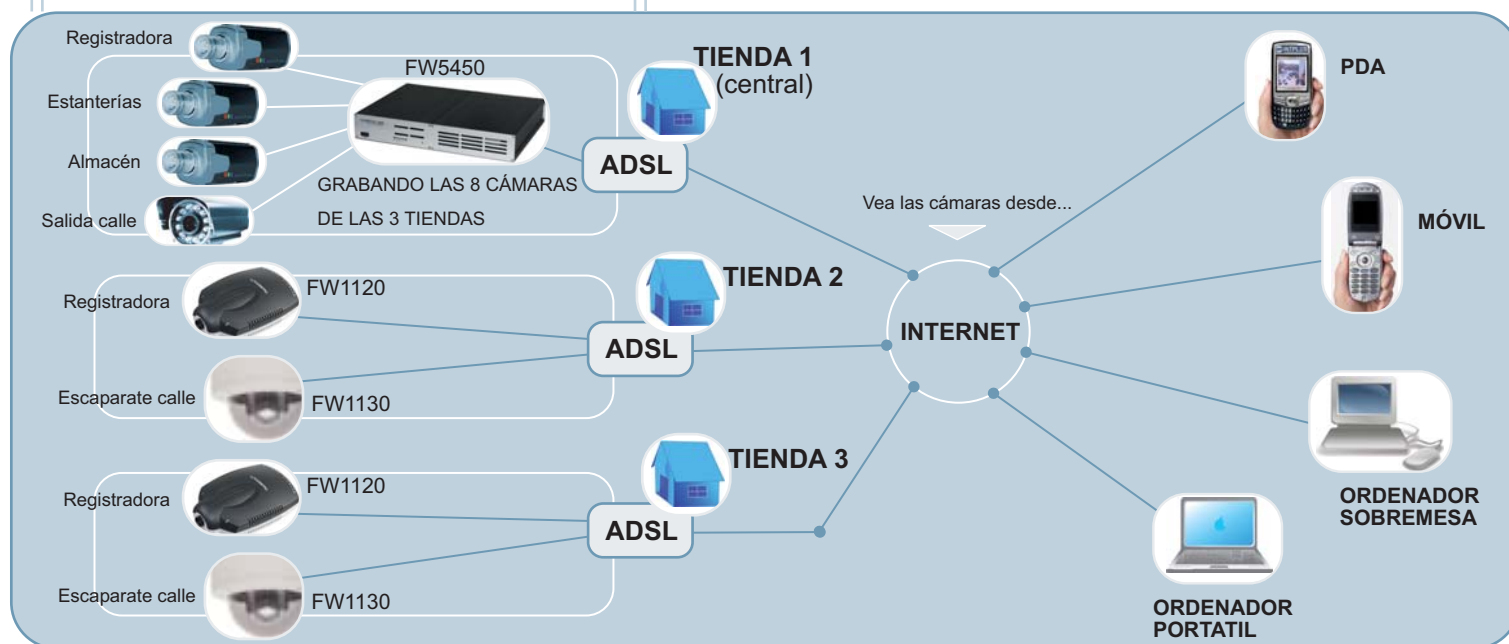 Registradora
FW5450
Estanterías
Almacén
Salida calle
GRABANDO LAS 8 CÁMARAS
DE LAS 3 TIENDAS
TIENDA 1
(central)
ADSL
Registradora
FW1120
Escaparate calle
FW1130
TIENDA 2
ADSL
Registradora
FW1120
Escaparate calle
FW1130
TIENDA 3
ADSL
Vea las cámaras desde...
INTERNET
PDA
MÓVIL
ORDENADOR
SOBREMESA
ORDENADOR
PORTATIL